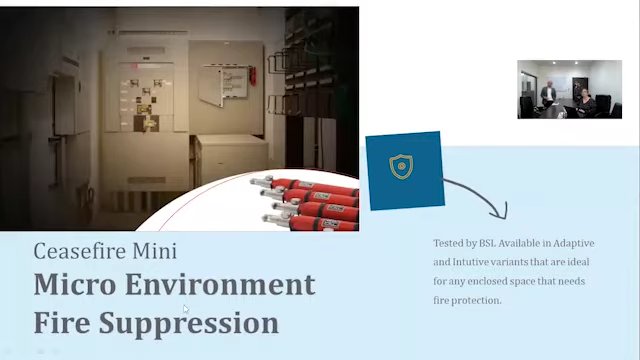 Ceasefire Mini
Micro Environment
Fire Suppression
Tested by BSI. Available in Adaptive
and Intutive variants that are ideal
for any enclosed space that needs
fire protection.